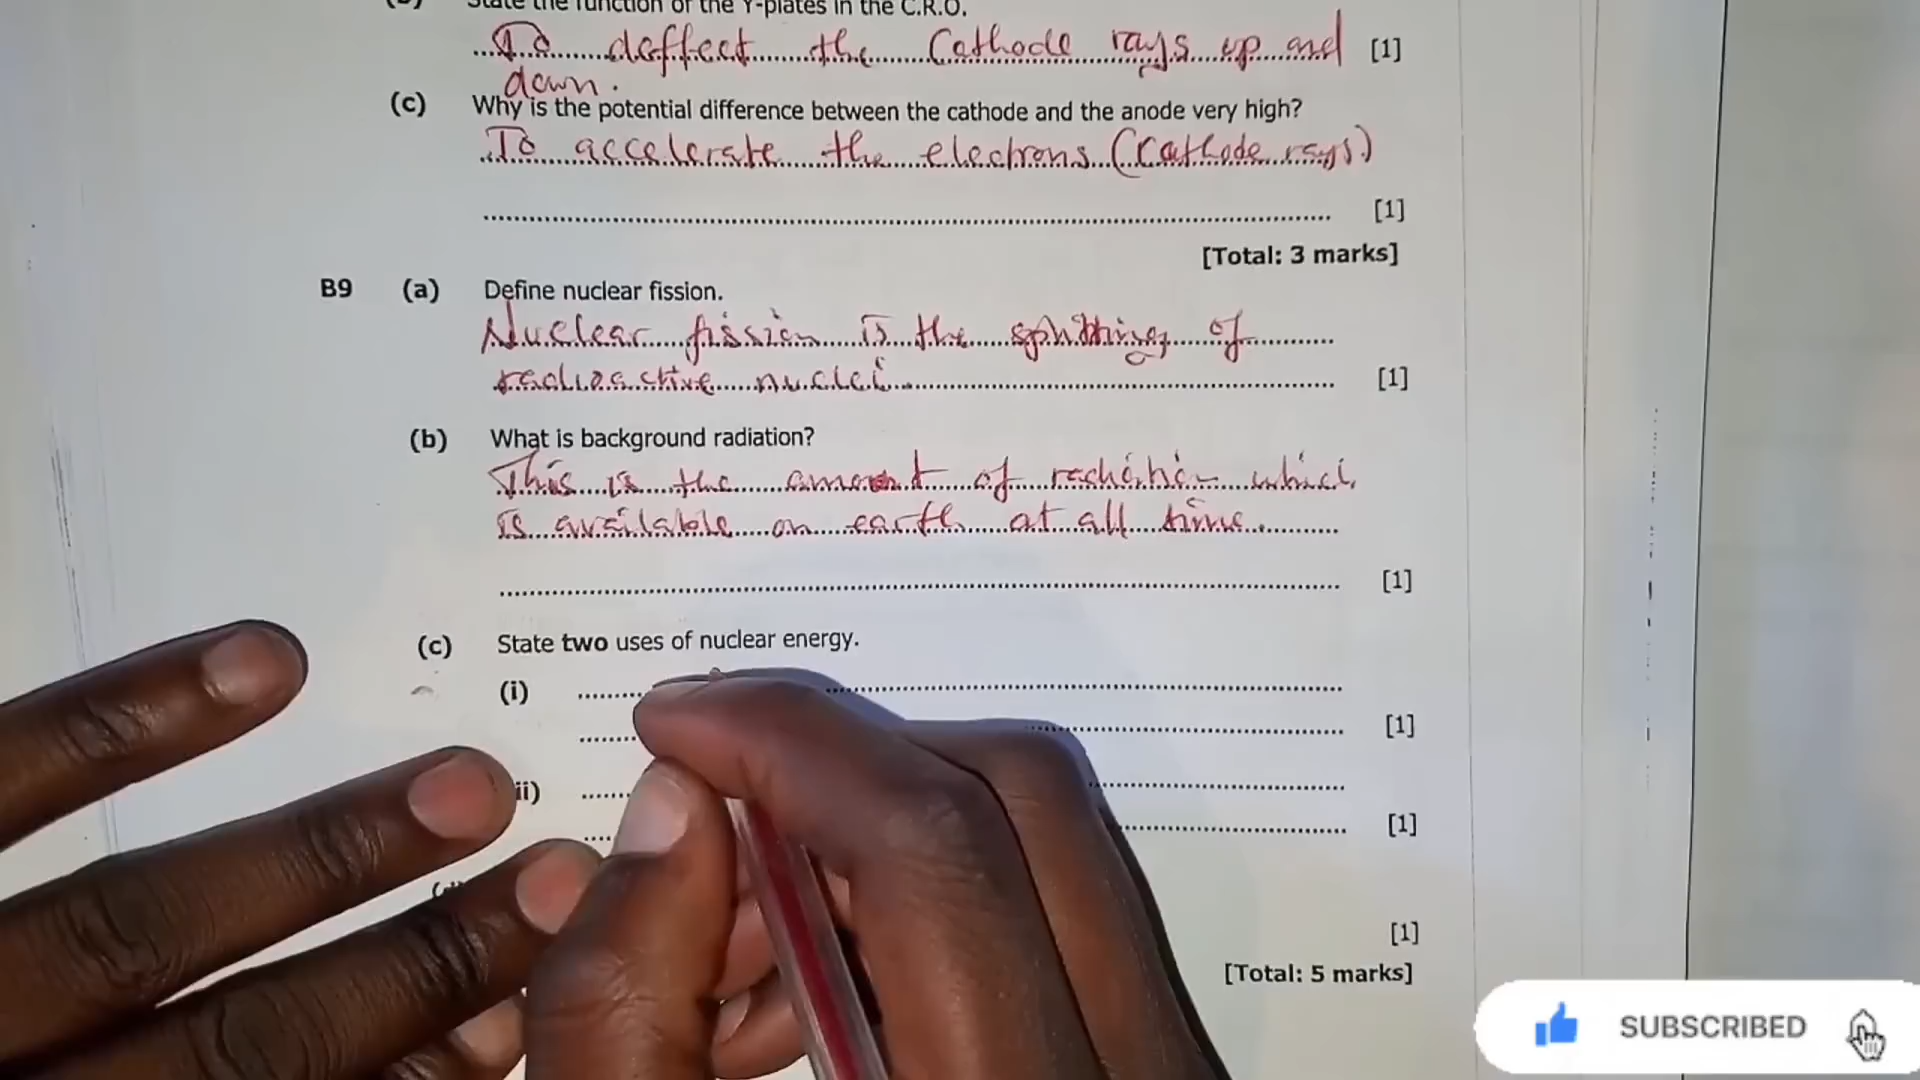 State the function of the Y-plates in the C.R.O.
To deffect the Cathode rays up and [1]
down.
(c) Why is the potential difference between the cathode and the anode very high?
To accelerate the electrons (Cathode rays)
[1]
[Total: 3 marks]
B9 (a) Define nuclear fission.
Nuclear fission is the splitting of
radioactive nuclei. [1]
(b) What is background radiation?
This is the amount of radiation which
is available on earth at all time.
[1]
(c) State two uses of nuclear energy.
(i)
[1]
ii)
[1]
[1]
[Total: 5 marks]
SUBSCRIBED